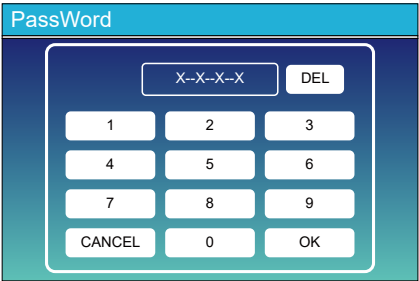 PassWord
X--X--X--X DEL
1 2 3
4 5 6
7 8 9
CANCEL 0 OK